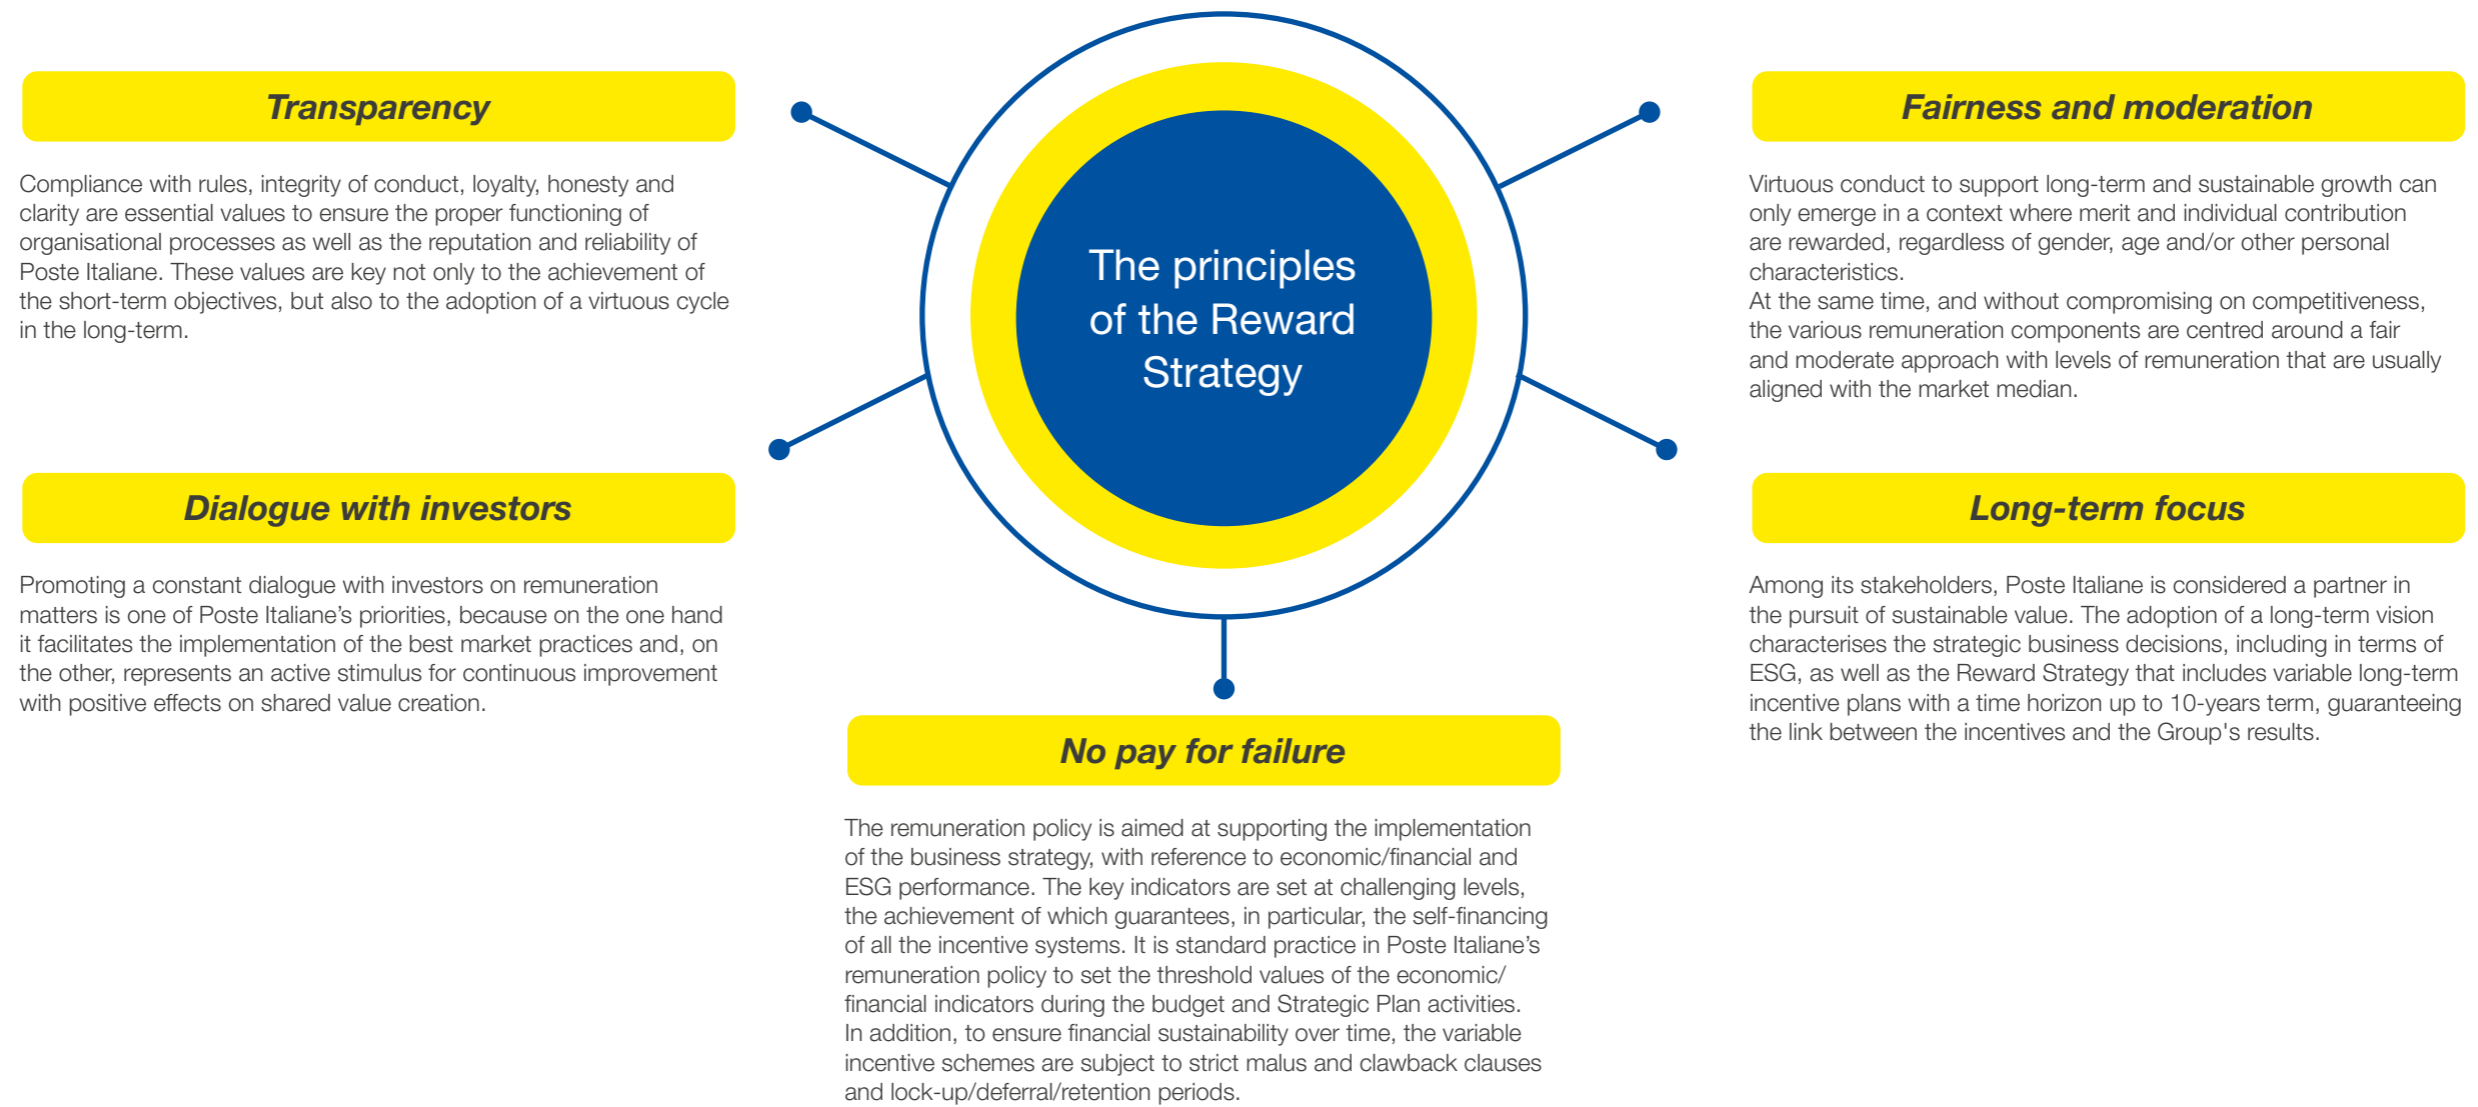 The principles
of the Reward
Strategy
Transparency
Compliance with rules, integrity of conduct, loyalty, honesty and
clarity are essential values to ensure the proper functioning of
organisational processes as well as the reputation and reliability of
Poste Italiane. These values are key not only to the achievement of
the short-term objectives, but also to the adoption of a virtuous cycle
in the long-term.
Fairness and moderation
Virtuous conduct to support long-term and sustainable growth can
only emerge in a context where merit and individual contribution
are rewarded, regardless of gender, age and/or other personal
characteristics.
At the same time, and without compromising on competitiveness,
the various remuneration components are centred around a fair
and moderate approach with levels of remuneration that are usually
aligned with the market median.
Dialogue with investors
Promoting a constant dialogue with investors on remuneration
matters is one of Poste Italiane’s priorities, because on the one hand
it facilitates the implementation of the best market practices and, on
the other, represents an active stimulus for continuous improvement
with positive effects on shared value creation.
Long-term focus
Among its stakeholders, Poste Italiane is considered a partner in
the pursuit of sustainable value. The adoption of a long-term vision
characterises the strategic business decisions, including in terms of
ESG, as well as the Reward Strategy that includes variable long-term
incentive plans with a time horizon up to 10-years term, guaranteeing
the link between the incentives and the Group's results.
No pay for failure
The remuneration policy is aimed at supporting the implementation
of the business strategy, with reference to economic/financial and
ESG performance. The key indicators are set at challenging levels,
the achievement of which guarantees, in particular, the self-financing
of all the incentive systems. It is standard practice in Poste Italiane’s
remuneration policy to set the threshold values of the economic/
financial indicators during the budget and Strategic Plan activities.
In addition, to ensure financial sustainability over time, the variable
incentive schemes are subject to strict malus and clawback clauses
and lock-up/deferral/retention periods.